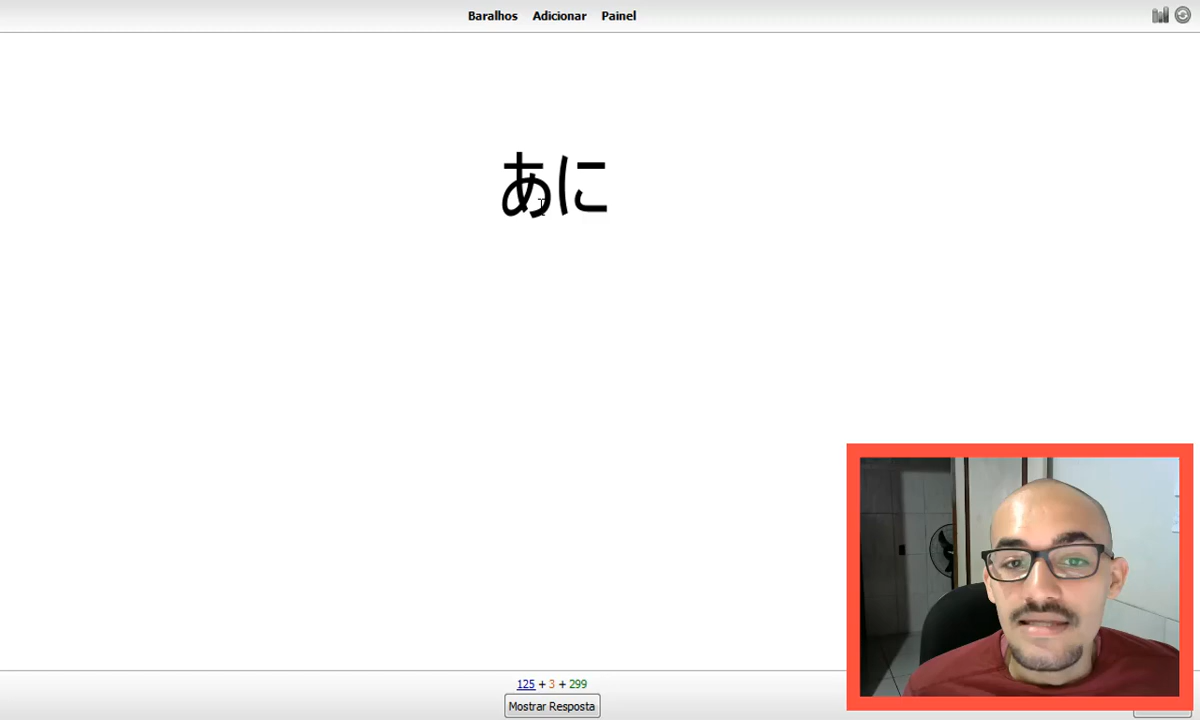 Baralhos Adicionar Painel
あに
125 + 3 + 299
Mostrar Resposta